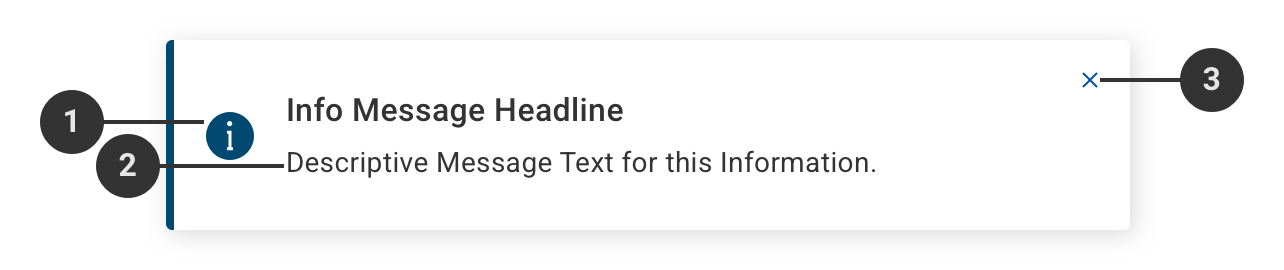 3
Info Message Headline
1
i
2
Descriptive Message Text for this Information.